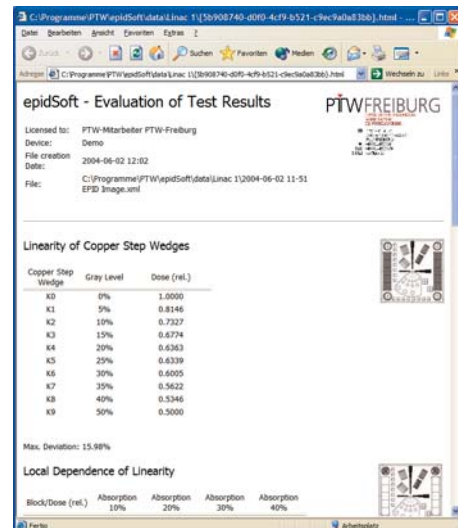 C:\Programme\PTW\epidSoft\data\Linac 1\{5b908740-d0f0-4cf9-b521-c9ec9a0a83bb}.html - ...
Datei Bearbeiten Ansicht Favoriten Extras ?
Zurück Suchen Favoriten Medien
Adresse C:\Programme\PTW\epidSoft\data\Linac 1\{5b908740-d0f0-4cf9-b521-c9ec9a0a83bb}.html Wechseln zu Links
epidSoft - Evaluation of Test Results
PTW FREIBURG
Licensed to: PTW-Mitarbeiter PTW-Freiburg
Device: Demo
File creation Date: 2004-06-02 12:02
File: C:\Programme\PTW\epidSoft\data\Linac 1\2004-06-02 11-51
EPID Image.xml
Linearity of Copper Step Wedges
Copper Step Wedge Gray Level Dose (rel.)
K0 0% 1.0000
K1 5% 0.8146
K2 10% 0.7327
K3 15% 0.6774
K4 20% 0.6363
K5 25% 0.6339
K6 30% 0.6005
K7 35% 0.5622
K8 40% 0.5346
K9 50% 0.5000
Max. Deviation: 15.98%
Local Dependence of Linearity
Block/Dose (rel.) Absorption 10% Absorption 20% Absorption 30% Absorption 40%
Fertig Arbeitsplatz